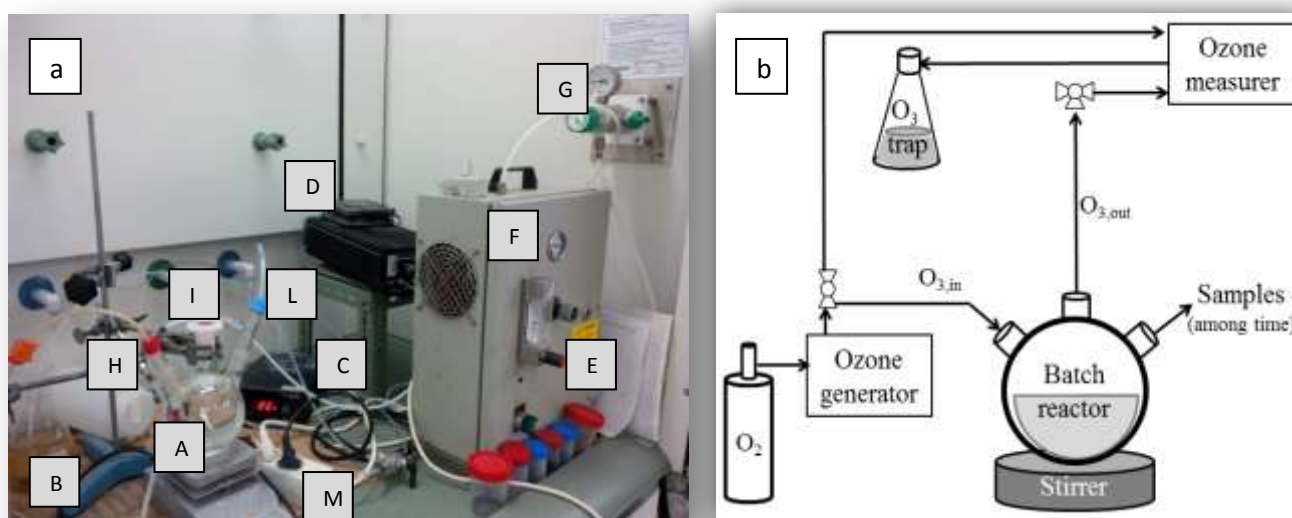 a
G
D
F
I
L
H
C
E
A
B
M
b
Ozone
measurer
O₃
trap
O₃,out
O₃,in
Samples
(among time)
Ozone
generator
Batch
reactor
O₂
Stirrer